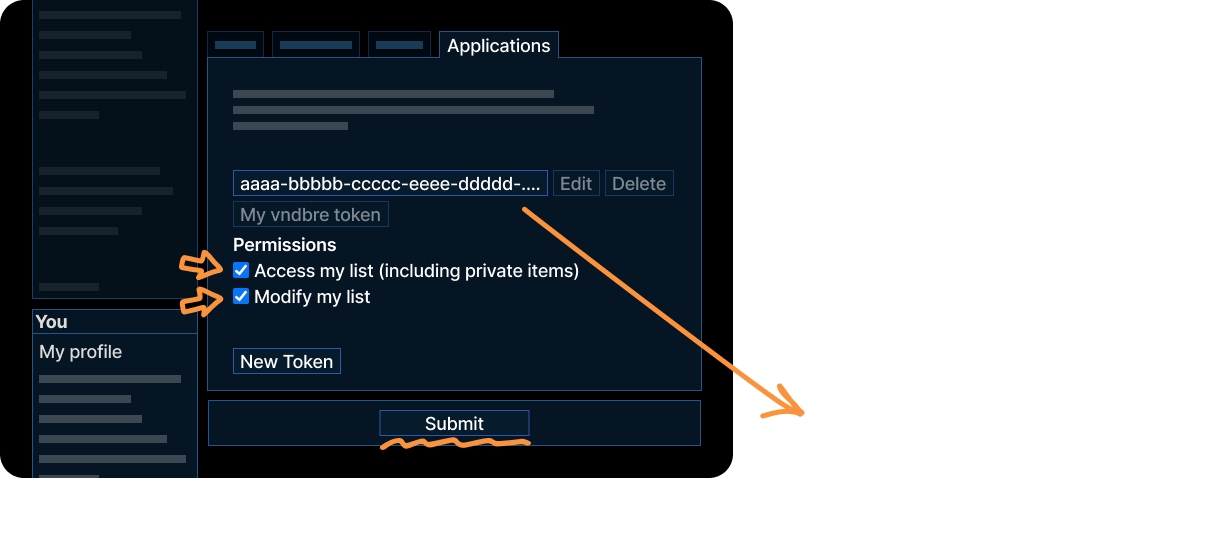 Applications
aaaa-bbbbb-ccccc-eeee-ddddd-.... Edit Delete
My vndbre token
Permissions
Access my list (including private items)
Modify my list
You
My profile
New Token
Submit